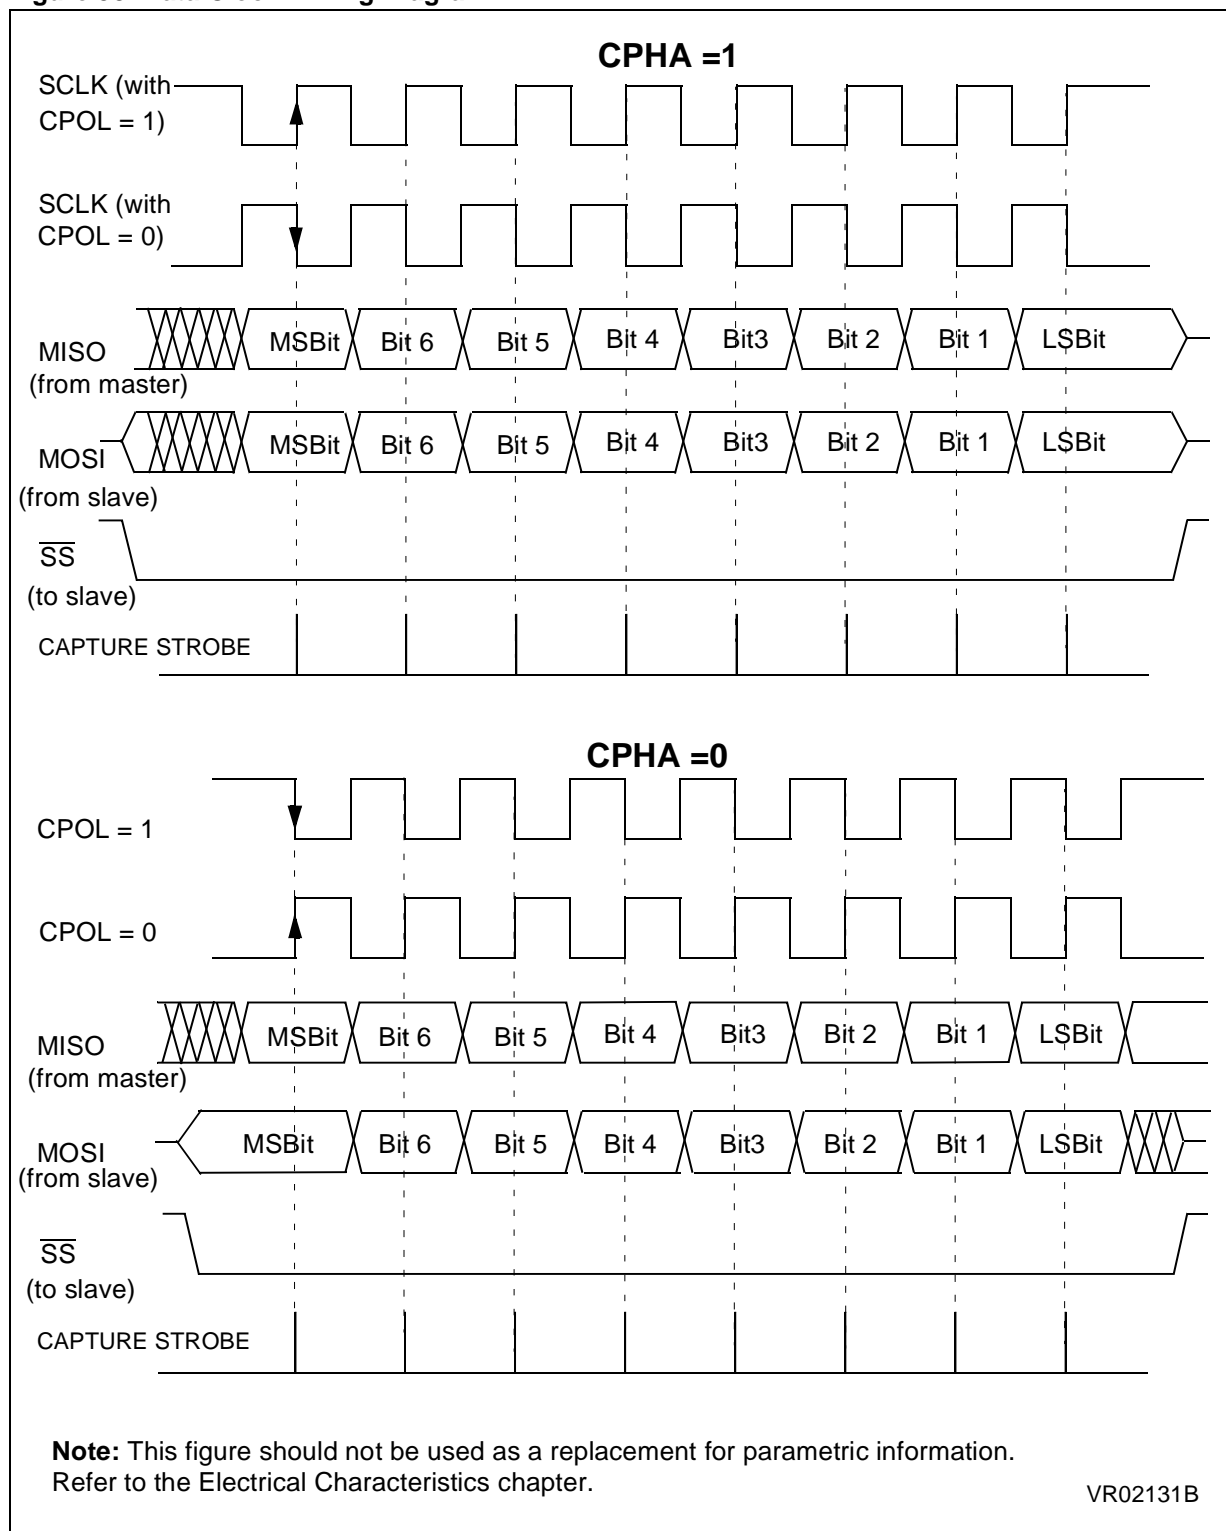 CPHA =1
SCLK (with
CPOL = 1)
SCLK (with
CPOL = 0)
MSBit Bit 6 Bit 5 Bit 4 Bit3 Bit 2 Bit 1 LSBit
MISO
(from master)
MSBit Bit 6 Bit 5 Bit 4 Bit3 Bit 2 Bit 1 LSBit
MOSI
(from slave)
SS
(to slave)
CAPTURE STROBE
CPHA =0
CPOL = 1
CPOL = 0
MSBit Bit 6 Bit 5 Bit 4 Bit3 Bit 2 Bit 1 LSBit
MISO
(from master)
MSBit Bit 6 Bit 5 Bit 4 Bit3 Bit 2 Bit 1 LSBit
MOSI
(from slave)
SS
(to slave)
CAPTURE STROBE
Note: This figure should not be used as a replacement for parametric information.
Refer to the Electrical Characteristics chapter.
VR02131B